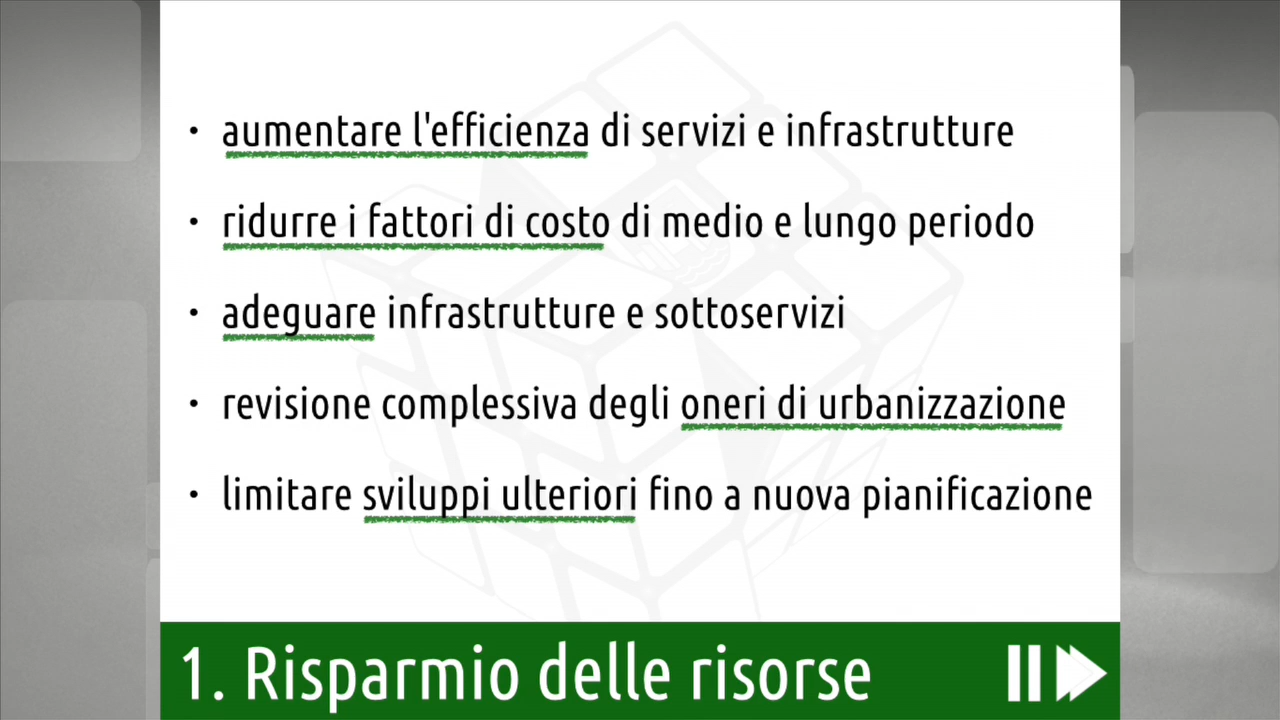 • aumentare l'efficienza di servizi e infrastrutture
• ridurre i fattori di costo di medio e lungo periodo
• adeguare infrastrutture e sottoservizi
• revisione complessiva degli oneri di urbanizzazione
• limitare sviluppi ulteriori fino a nuova pianificazione
1. Risparmio delle risorse